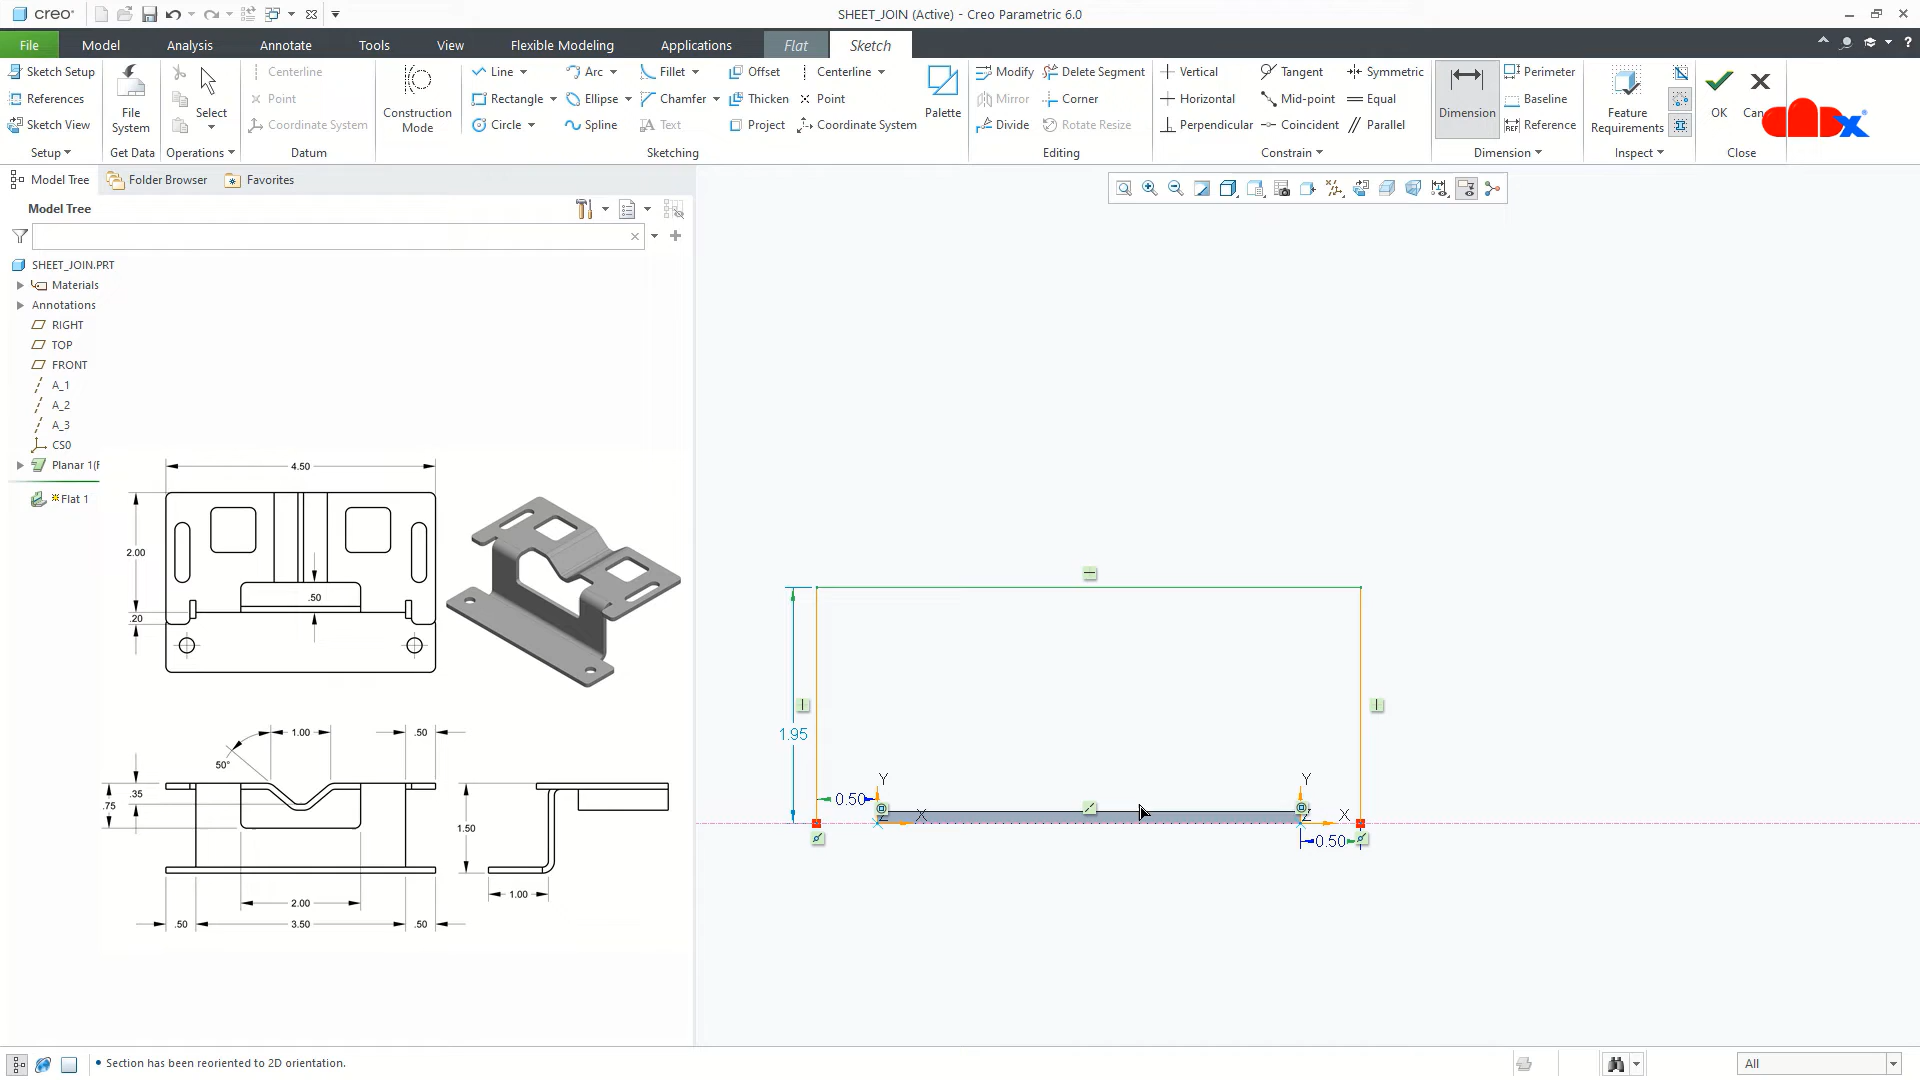 creo
SHEET_JOIN (Active) - Creo Parametric 6.0
File Model Analysis Annotate Tools View Flexible Modeling Applications Flat Sketch
Sketch Setup
References
Sketch View
Setup
File System
Get Data
Select
Operations
Centerline
Point
Coordinate System
Datum
Construction Mode
Line Arc Fillet Offset Centerline
Rectangle Ellipse Chamfer Thicken Point
Circle Spline Text Project Coordinate System
Palette
Sketching
Modify Delete Segment
Mirror Corner
Divide Rotate Resize
Editing
Vertical Tangent Symmetric
Horizontal Mid-point Equal
Perpendicular Coincident Parallel
Constrain
Dimension
Perimeter
Baseline
REF Reference
Dimension
Feature Requirements
Inspect
OK Can
Close
Model Tree Folder Browser Favorites
Model Tree
SHEET_JOIN.PRT
Materials
Annotations
RIGHT
TOP
FRONT
A_1
A_2
A_3
CS0
Planar 1(F
Flat 1
4.50
2.00
.50
.20
1.00 .50
50°
.35
.75
1.50
1.00
2.00
.50 3.50 .50
1.95
Y Y
0.50 X Z X Z
0.50
Section has been reoriented to 2D orientation.
All